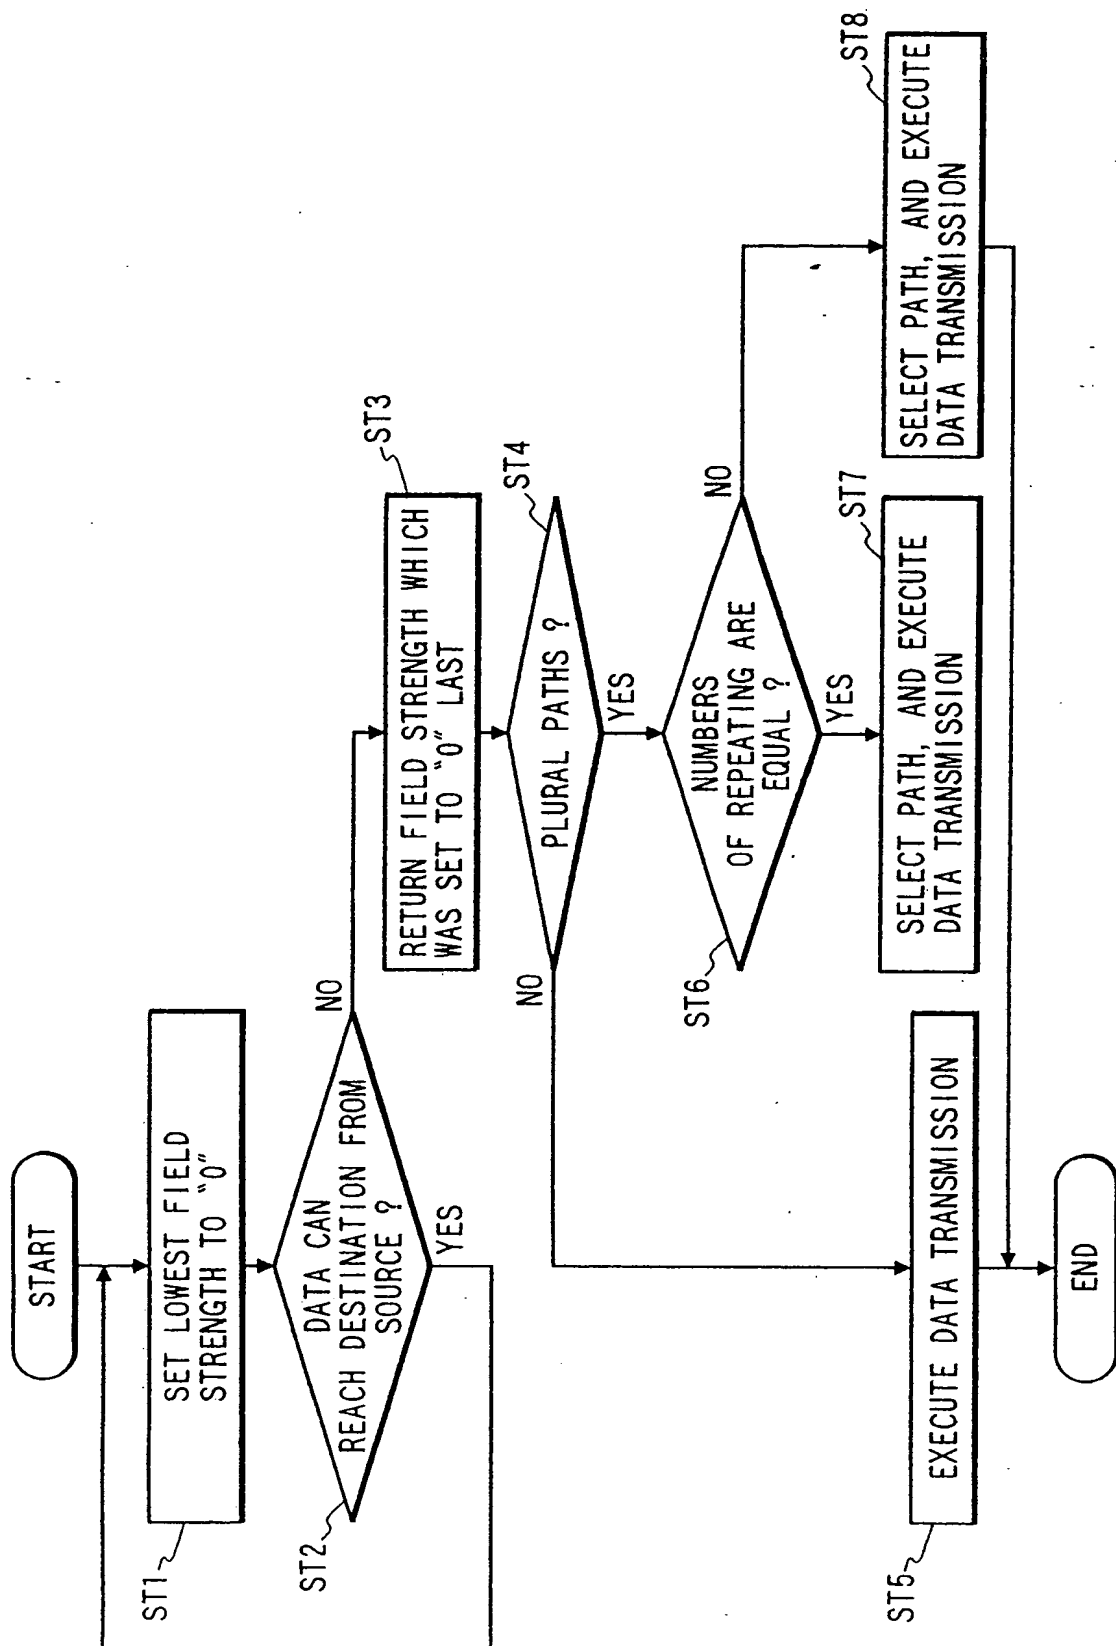 START
ST1
SET LOWEST FIELD
STRENGTH TO "0"
ST2
DATA CAN
REACH DESTINATION FROM
SOURCE ?
NO
YES
ST3
RETURN FIELD STRENGTH WHICH
WAS SET TO "0" LAST
ST4
PLURAL PATHS ?
NO
YES
ST6
NUMBERS
OF REPEATING ARE
EQUAL ?
NO
YES
ST5
EXECUTE DATA TRANSMISSION
ST7
SELECT PATH, AND EXECUTE
DATA TRANSMISSION
ST8
SELECT PATH, AND EXECUTE
DATA TRANSMISSION
END